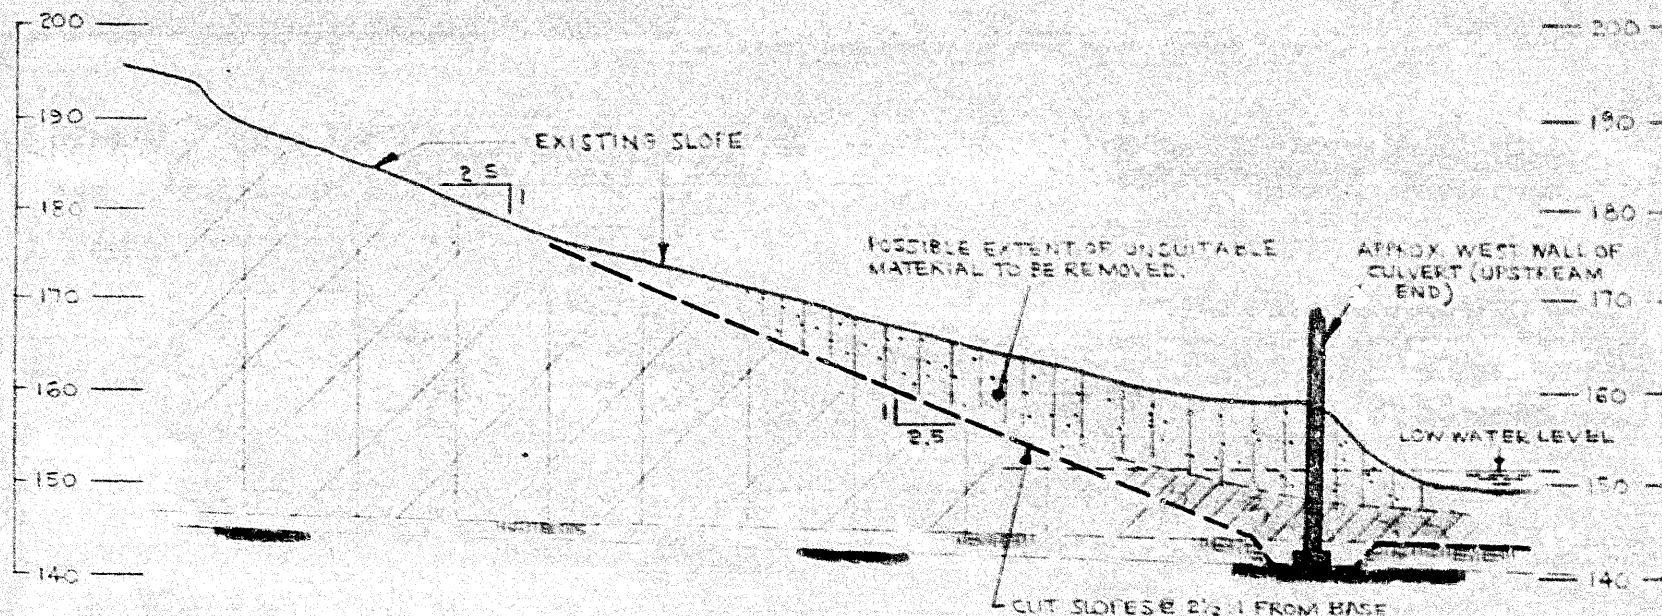 200
200
190
190
EXISTING SLOPE
2.5
1
180
180
POSSIBLE EXTENT OF UNSUITABLE
MATERIAL TO BE REMOVED.
APPROX. WEST WALL OF
CULVERT (UPSTREAM
END)
170
170
160
160
1
2.5
LOW WATER LEVEL
150
150
140
140
CUT SLOPES @ 2½:1 FROM BASE